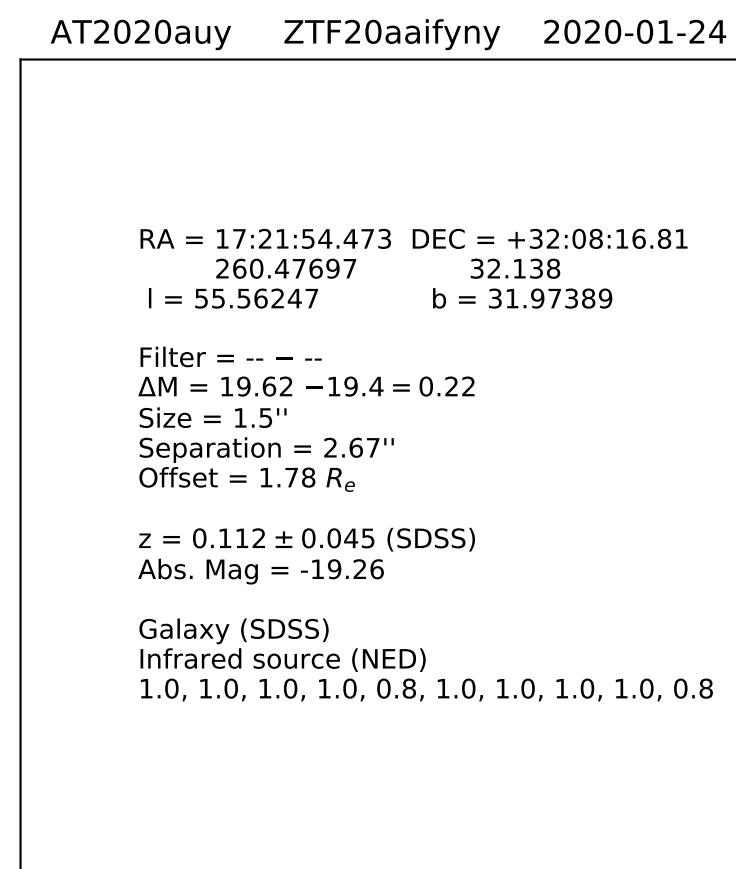 AT2020auy ZTF20aaifyny 2020-01-24
RA = 17:21:54.473 DEC = +32:08:16.81
260.47697 32.138
l = 55.56247 b = 31.97389
Filter = -- − --
ΔM = 19.62 −19.4 = 0.22
Size = 1.5''
Separation = 2.67''
Offset = 1.78 Rₑ
z = 0.112 ± 0.045 (SDSS)
Abs. Mag = -19.26
Galaxy (SDSS)
Infrared source (NED)
1.0, 1.0, 1.0, 1.0, 0.8, 1.0, 1.0, 1.0, 1.0, 0.8